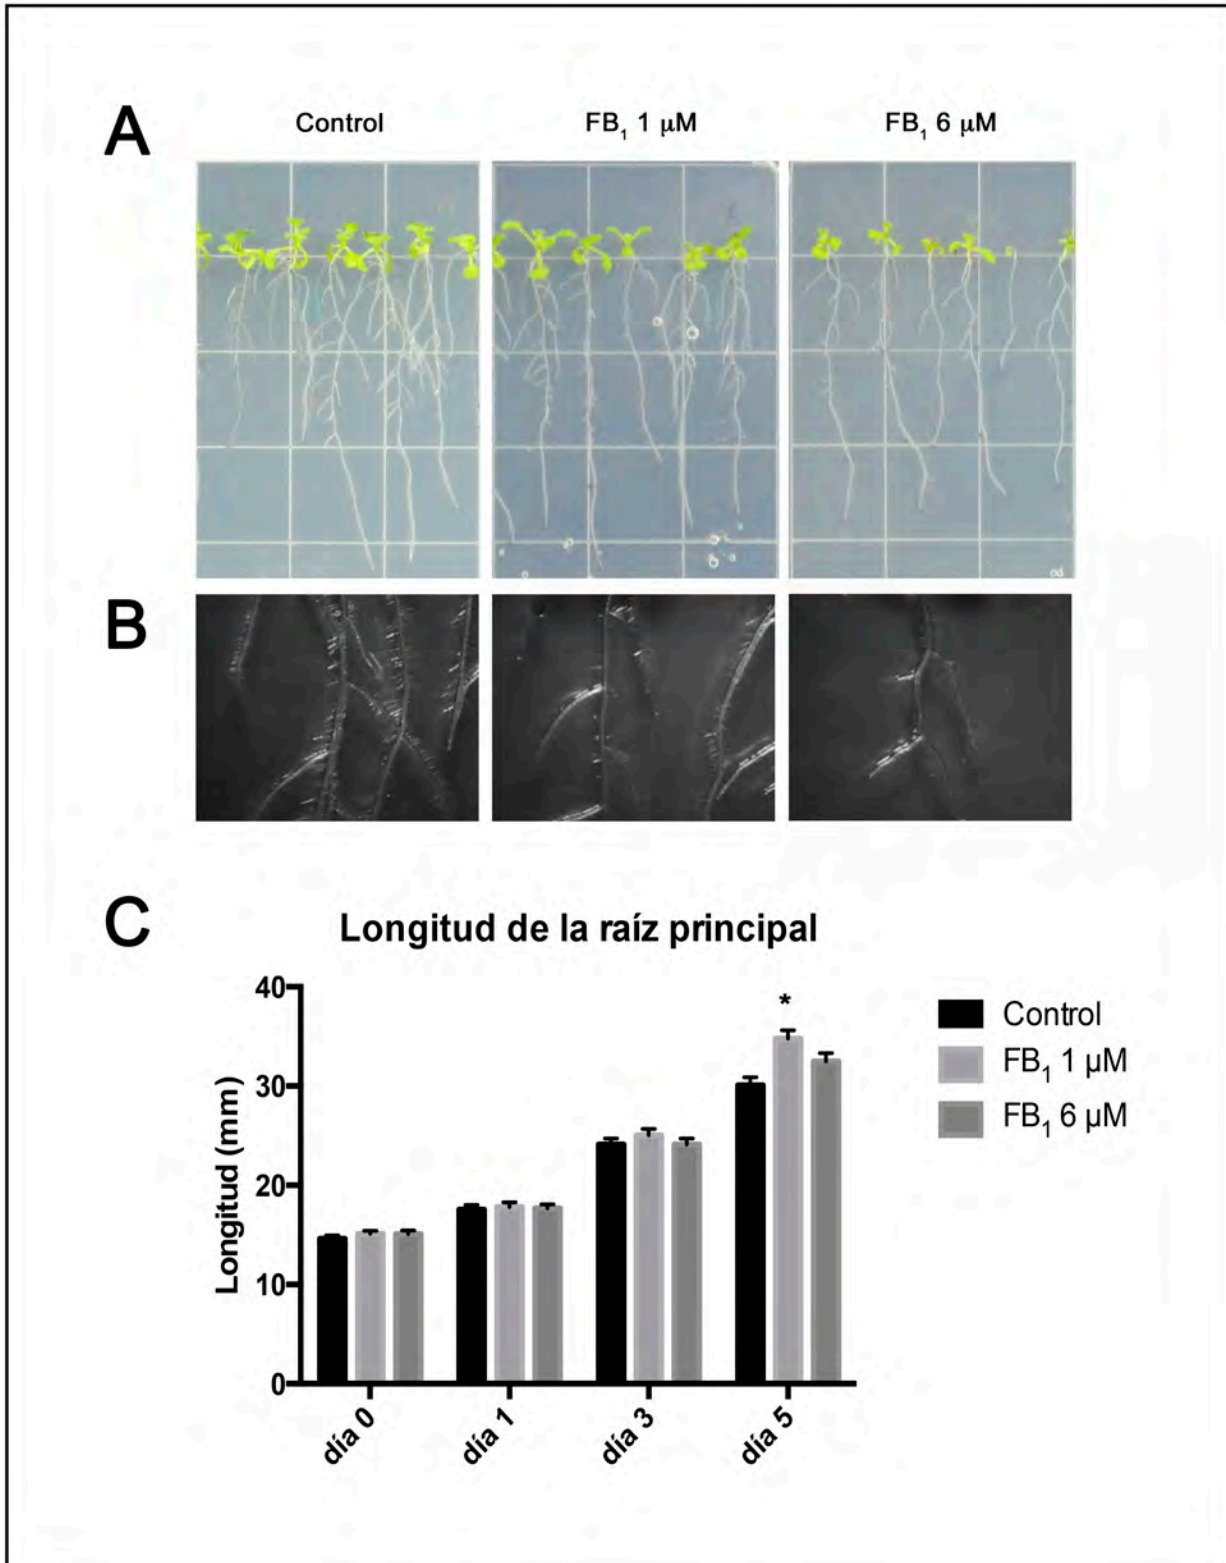 A
Control
FB₁ 1 µM
FB₁ 6 µM
B
C
Longitud de la raíz principal
Longitud (mm)
40
30
20
10
0
*
día 0
día 1
día 3
día 5
Control
FB₁ 1 µM
FB₁ 6 µM